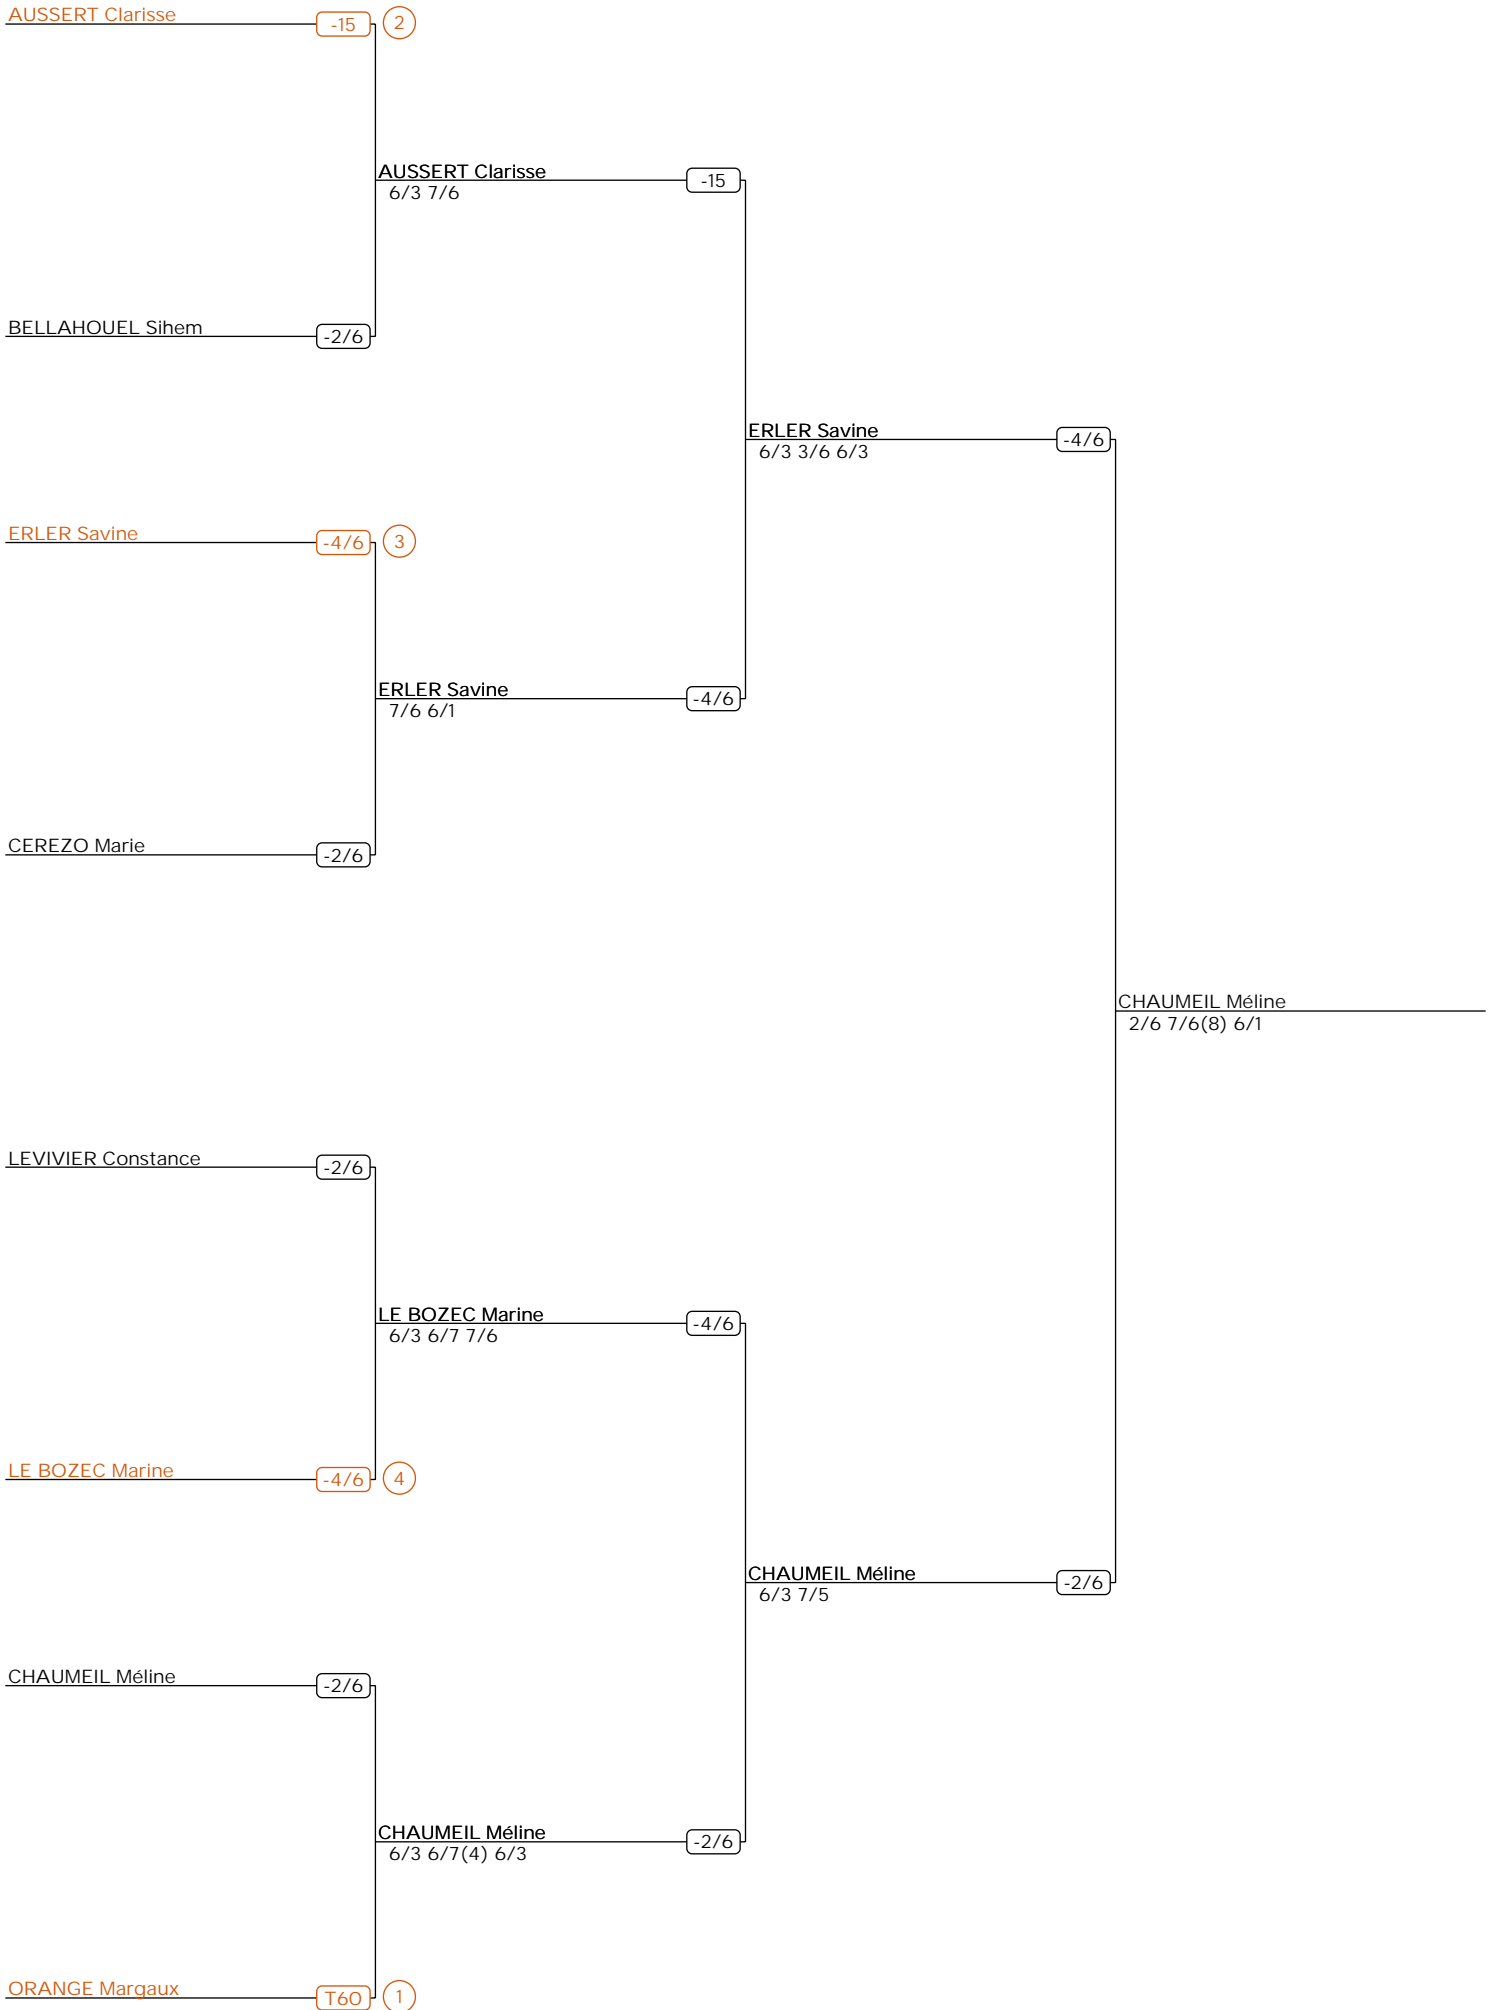 AUSSERT Clarisse
-15
2
AUSSERT Clarisse
-15
6/3 7/6
BELLAHOUEL Sihem
-2/6
ERLER Savine
-4/6
6/3 3/6 6/3
ERLER Savine
-4/6
3
ERLER Savine
-4/6
7/6 6/1
CEREZO Marie
-2/6
CHAUMEIL Méline
2/6 7/6(8) 6/1
LEVIVIER Constance
-2/6
LE BOZEC Marine
-4/6
6/3 6/7 7/6
LE BOZEC Marine
-4/6
4
CHAUMEIL Méline
-2/6
6/3 7/5
CHAUMEIL Méline
-2/6
CHAUMEIL Méline
-2/6
6/3 6/7(4) 6/3
ORANGE Margaux
T60
1